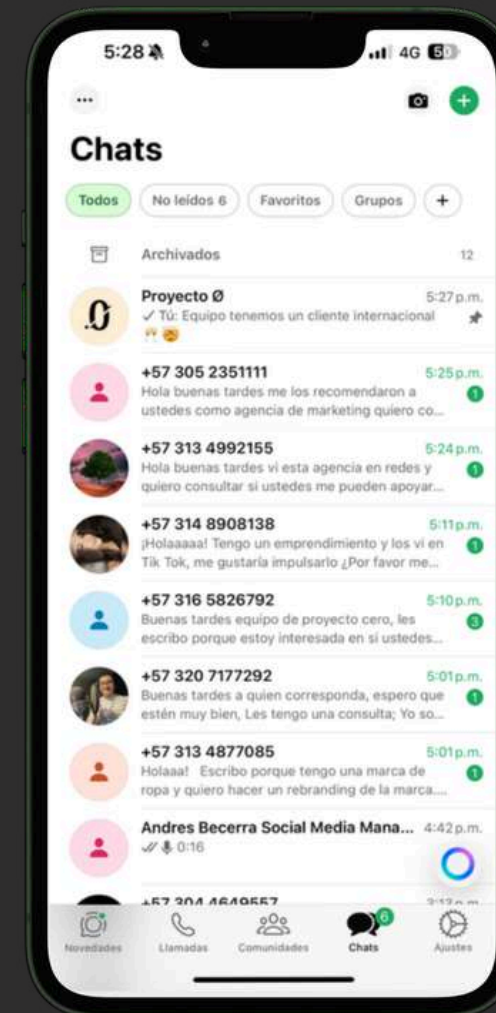 5:28 4G 50
Chats
Todos No leídos 6 Favoritos Grupos +
Archivados 12
Proyecto Ø 5:27 p.m.
✓ Tú: Equipo tenemos un cliente internacional
+57 305 2351111 5:25 p.m.
Hola buenas tardes me los recomendaron a 1
ustedes como agencia de marketing quiero co...
+57 313 4992155 5:24 p.m.
Hola buenas tardes vi esta agencia en redes y 1
quiero consultar si ustedes me pueden apoyar...
+57 314 8908138 5:11 p.m.
¡Holaaaaa! Tengo un emprendimiento y los vi en 1
Tik Tok, me gustaría impulsarlo ¿Por favor me...
+57 316 5826792 5:10 p.m.
Buenas tardes equipo de proyecto cero, les 3
escribo porque estoy interesada en si ustedes...
+57 320 7177292 5:01 p.m.
Buenas tardes a quien corresponda, espero que 1
estén muy bien, Les tengo una consulta; Yo so...
+57 313 4877085 5:01 p.m.
Holaaa! Escribo porque tengo una marca de 1
ropa y quiero hacer un rebranding de la marca....
Andres Becerra Social Media Mana... 4:42 p.m.
0:16
+57 304 4649557 3:13 p.m.
6
Novedades Llamadas Comunidades Chats Ajustes